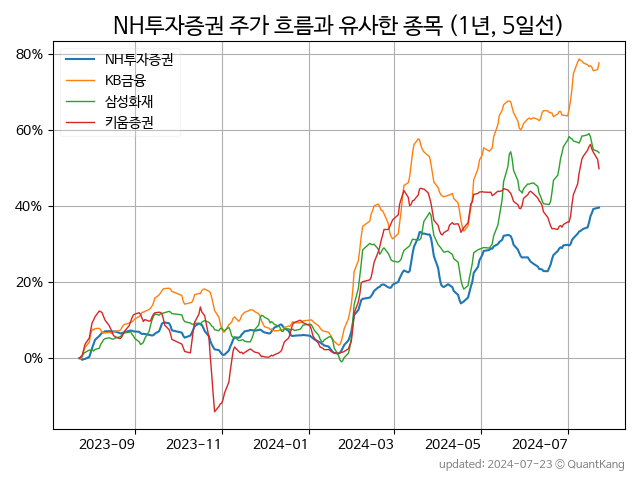 NH투자증권 주가 흐름과 유사한 종목 (1년, 5일선)
NH투자증권
KB금융
삼성화재
키움증권
80%
60%
40%
20%
0%
2023-09
2023-11
2024-01
2024-03
2024-05
2024-07
updated: 2024-07-23 © QuantKang